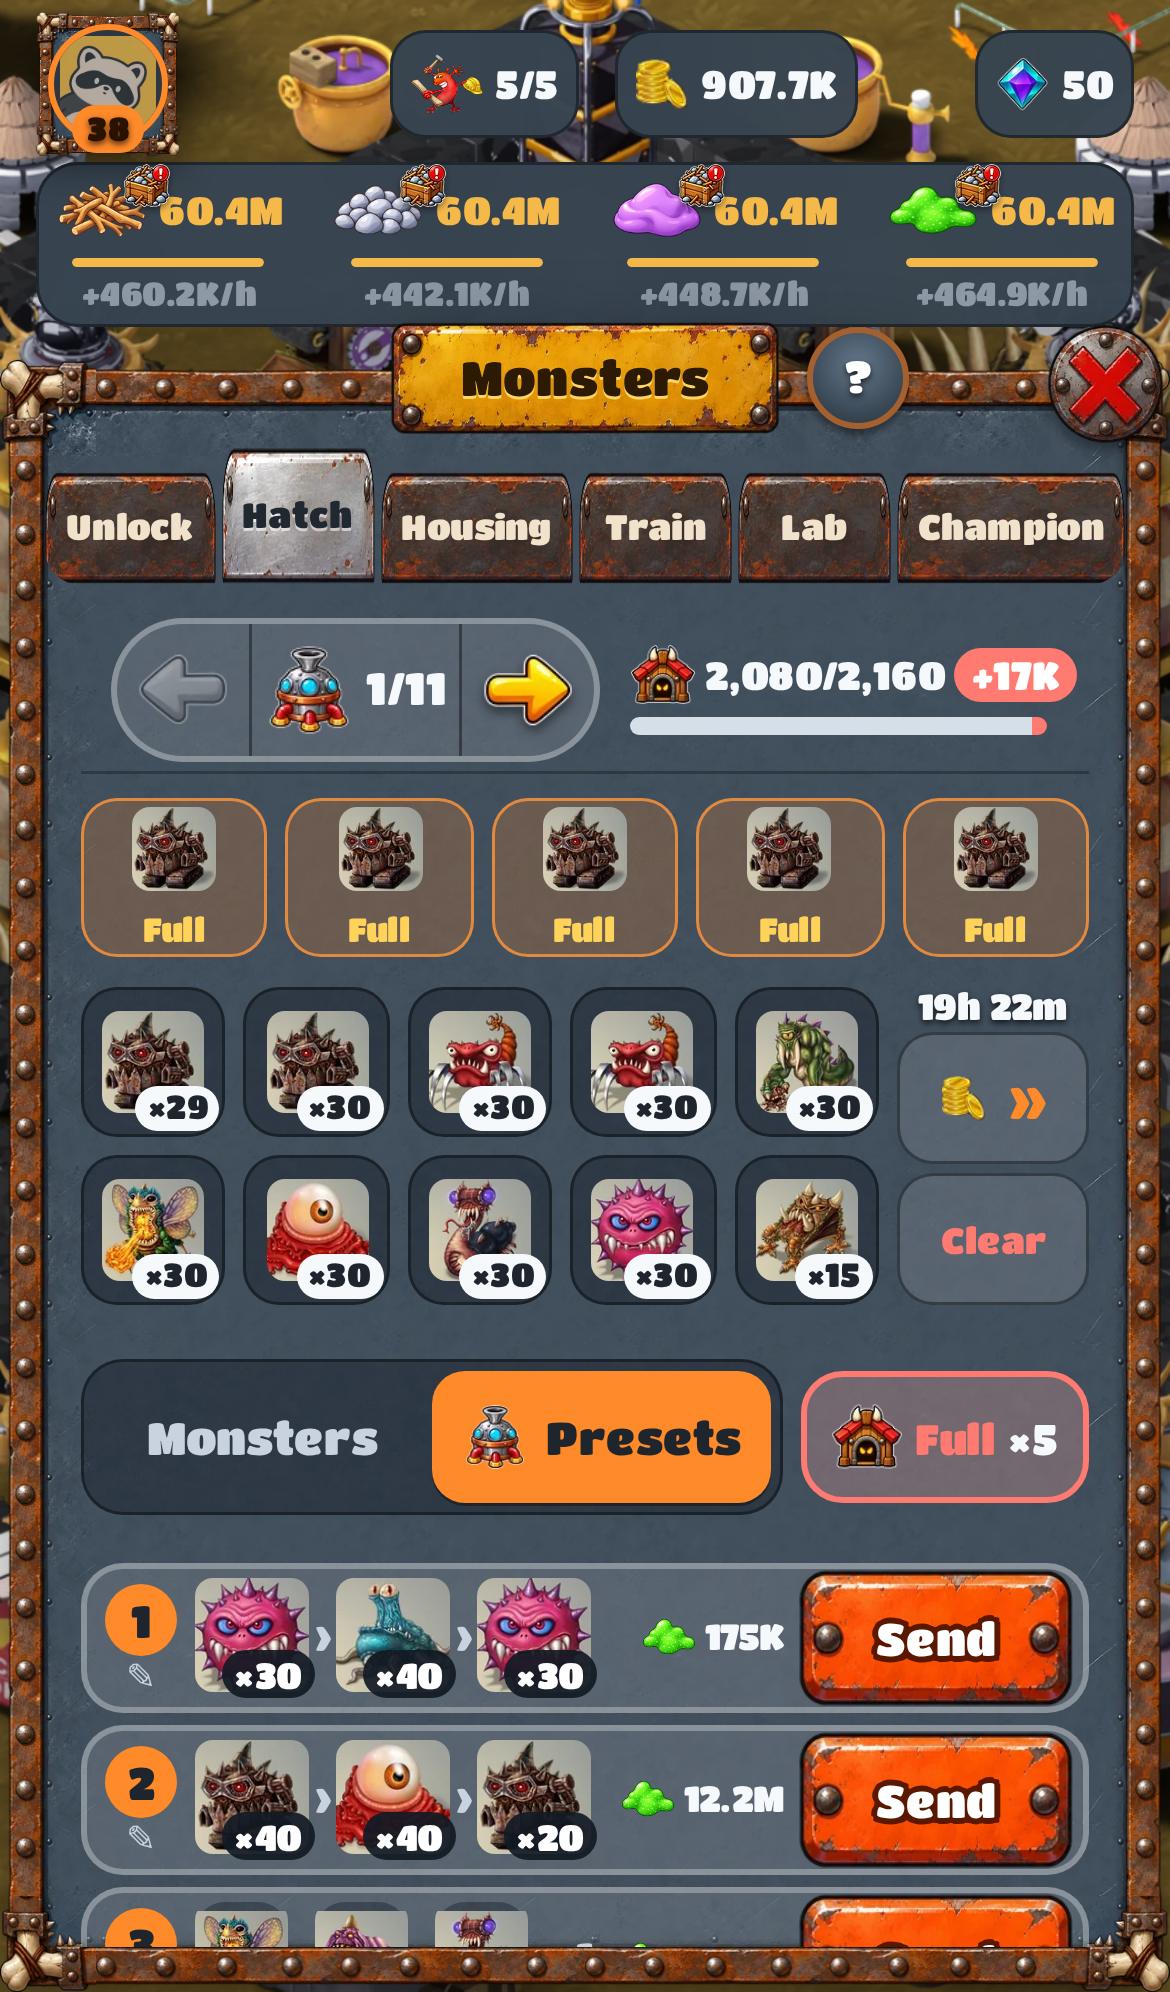 38
5/5
907.7K
50
60.4M
60.4M
60.4M
60.4M
+460.2K/h
+442.1K/h
+448.7K/h
+464.9K/h
Monsters
?
Unlock
Hatch
Housing
Train
Lab
Champion
1/11
2,080/2,160
+17K
Full
Full
Full
Full
Full
×29
×30
×30
×30
×30
19h 22m
×30
×30
×30
×30
×15
Clear
Monsters
Presets
Full ×5
1
×30
×40
×30
175K
Send
2
×40
×40
×20
12.2M
Send
3